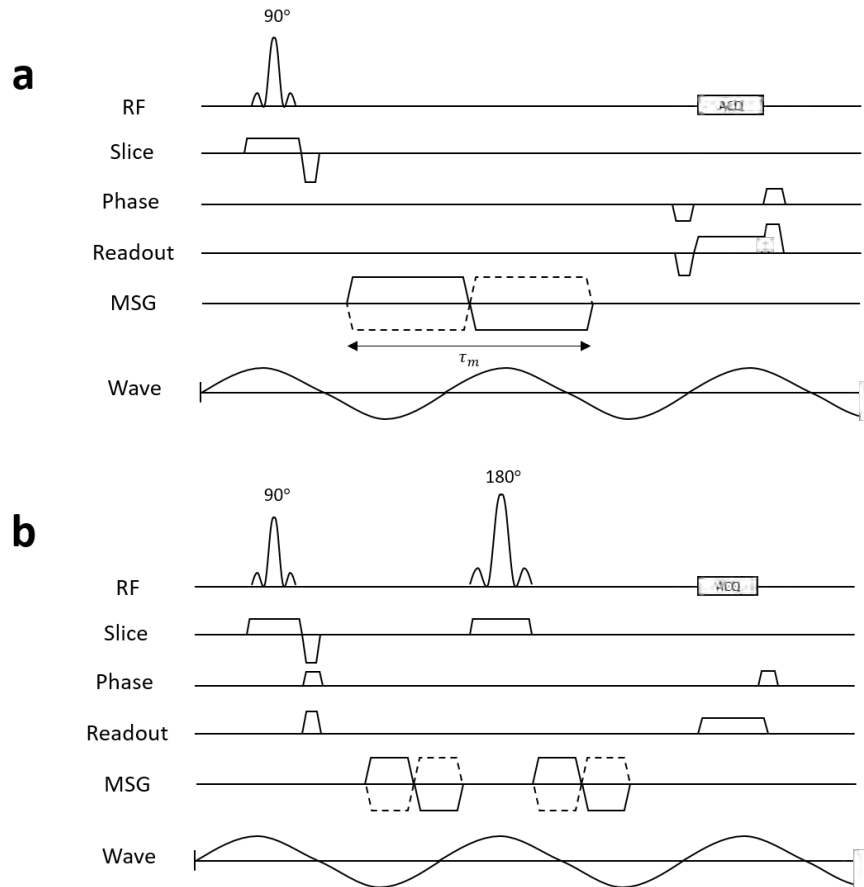 90°
a
RF
ACQ
Slice
Phase
Readout
MSG
τm
Wave
180°
90°
b
RF
ACQ
Slice
Phase
Readout
MSG
Wave